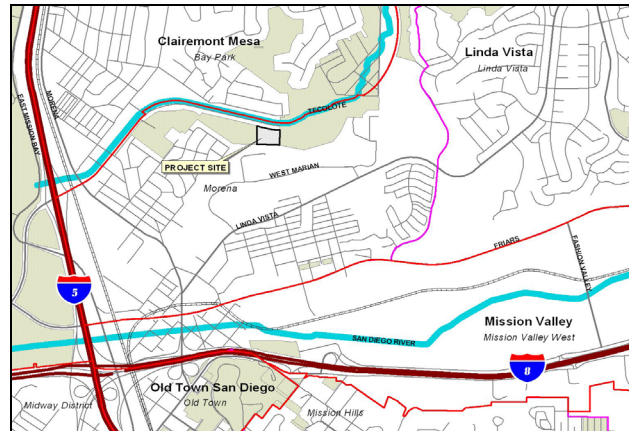 Clairemont Mesa
Bay Park
Linda Vista
Linda Vista
EAST MISSION BAY
MORENA
TECOLOTE
PROJECT SITE
WEST MARIAN
Morena
LINDA VISTA
FRIARS
FASHION VALLEY
5
SAN DIEGO RIVER
Mission Valley
Mission Valley West
8
Old Town San Diego
Old Town
Midway District
Mission Hills